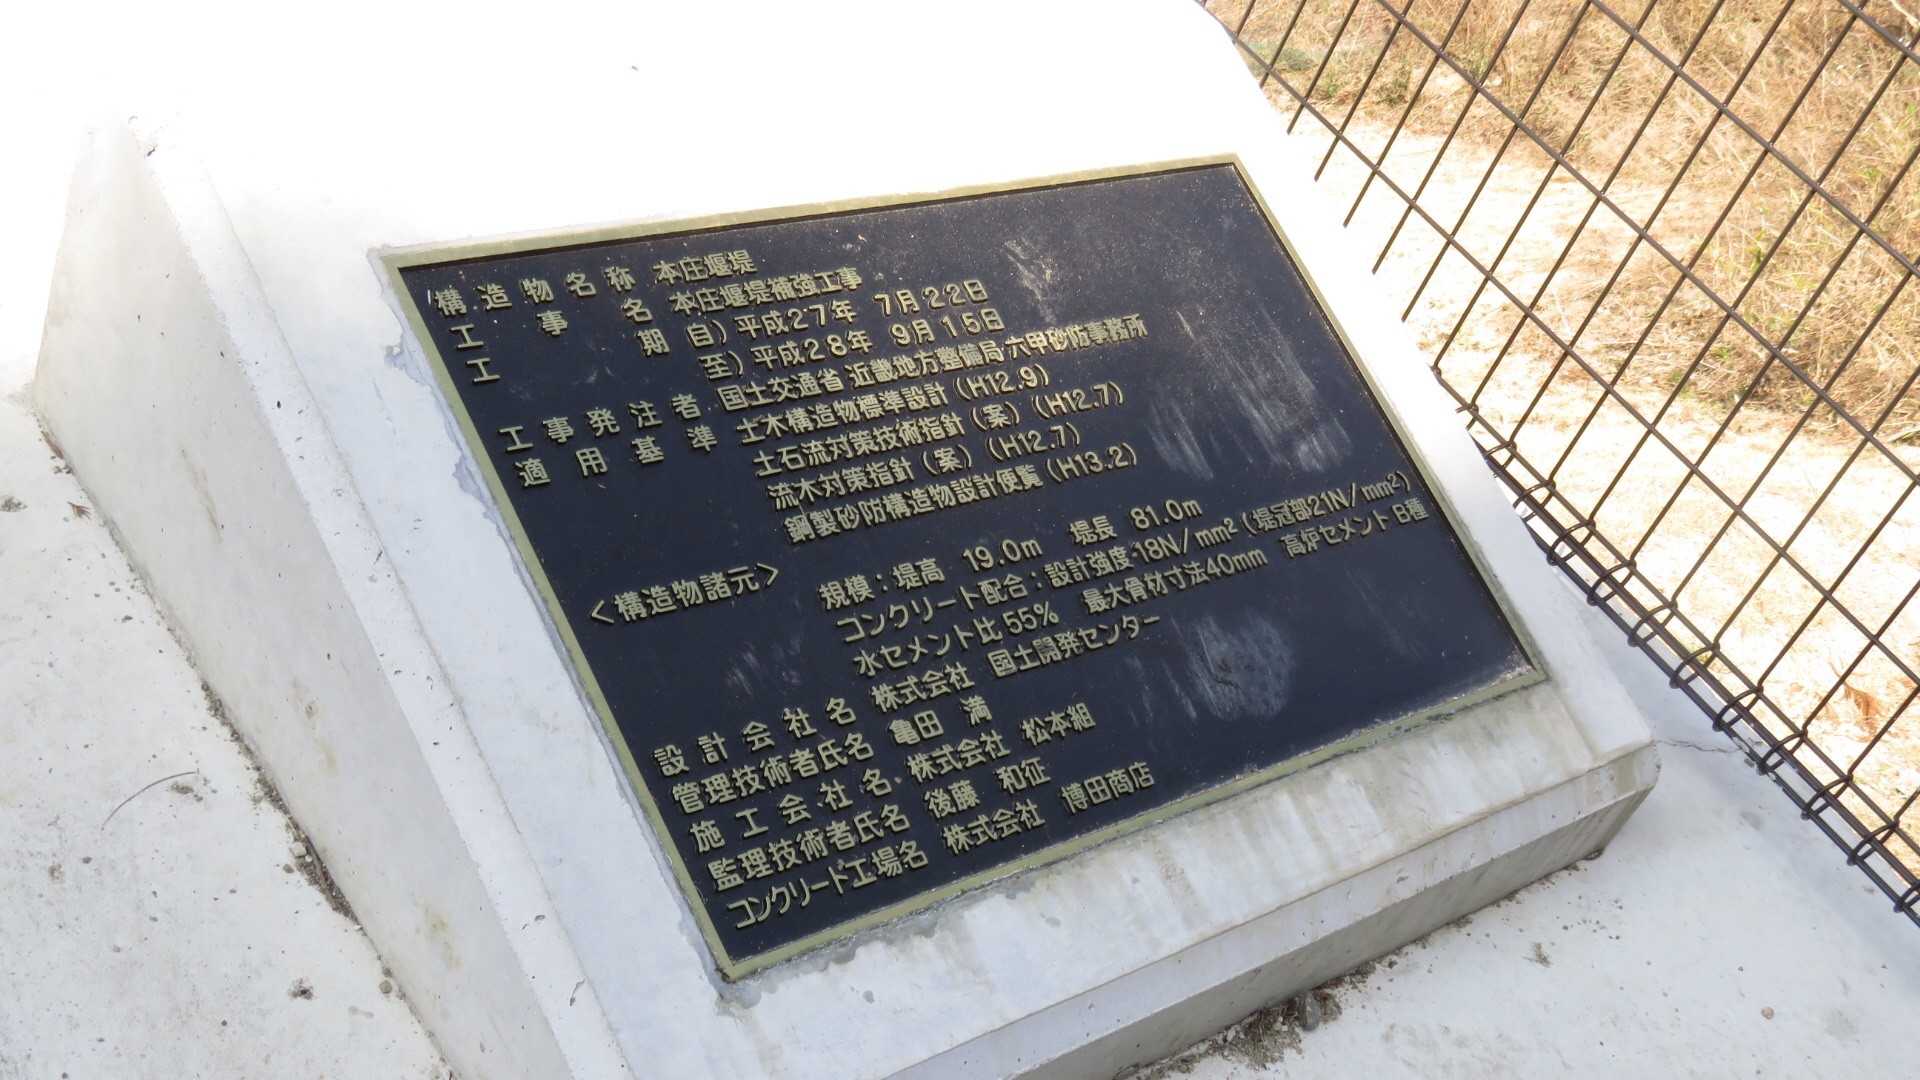 構造物名称 本庄堰堤
工事名 本庄堰堤補強工事
工期 自）平成27年 7月22日
至）平成28年 9月15日
工事発注者 国土交通省 近畿地方整備局 六甲砂防事務所
適用基準 土木構造物標準設計（H12.9）
土石流対策技術指針（案）（H12.7）
流木対策指針（案）（H12.7）
鋼製砂防構造物設計便覧（H13.2）
＜構造物諸元＞ 規模：堤高 19.0m 堤長 81.0m
コンクリート配合：設計強度 18N/mm2（堤冠部21N/mm2）
水セメント比 55% 最大骨材寸法40mm 高炉セメント B種
設計会社名 株式会社 国土開発センター
管理技術者氏名 亀田 満
施工会社名 株式会社 松本組
監理技術者氏名 後藤 和征
コンクリート工場名 株式会社 博田商店